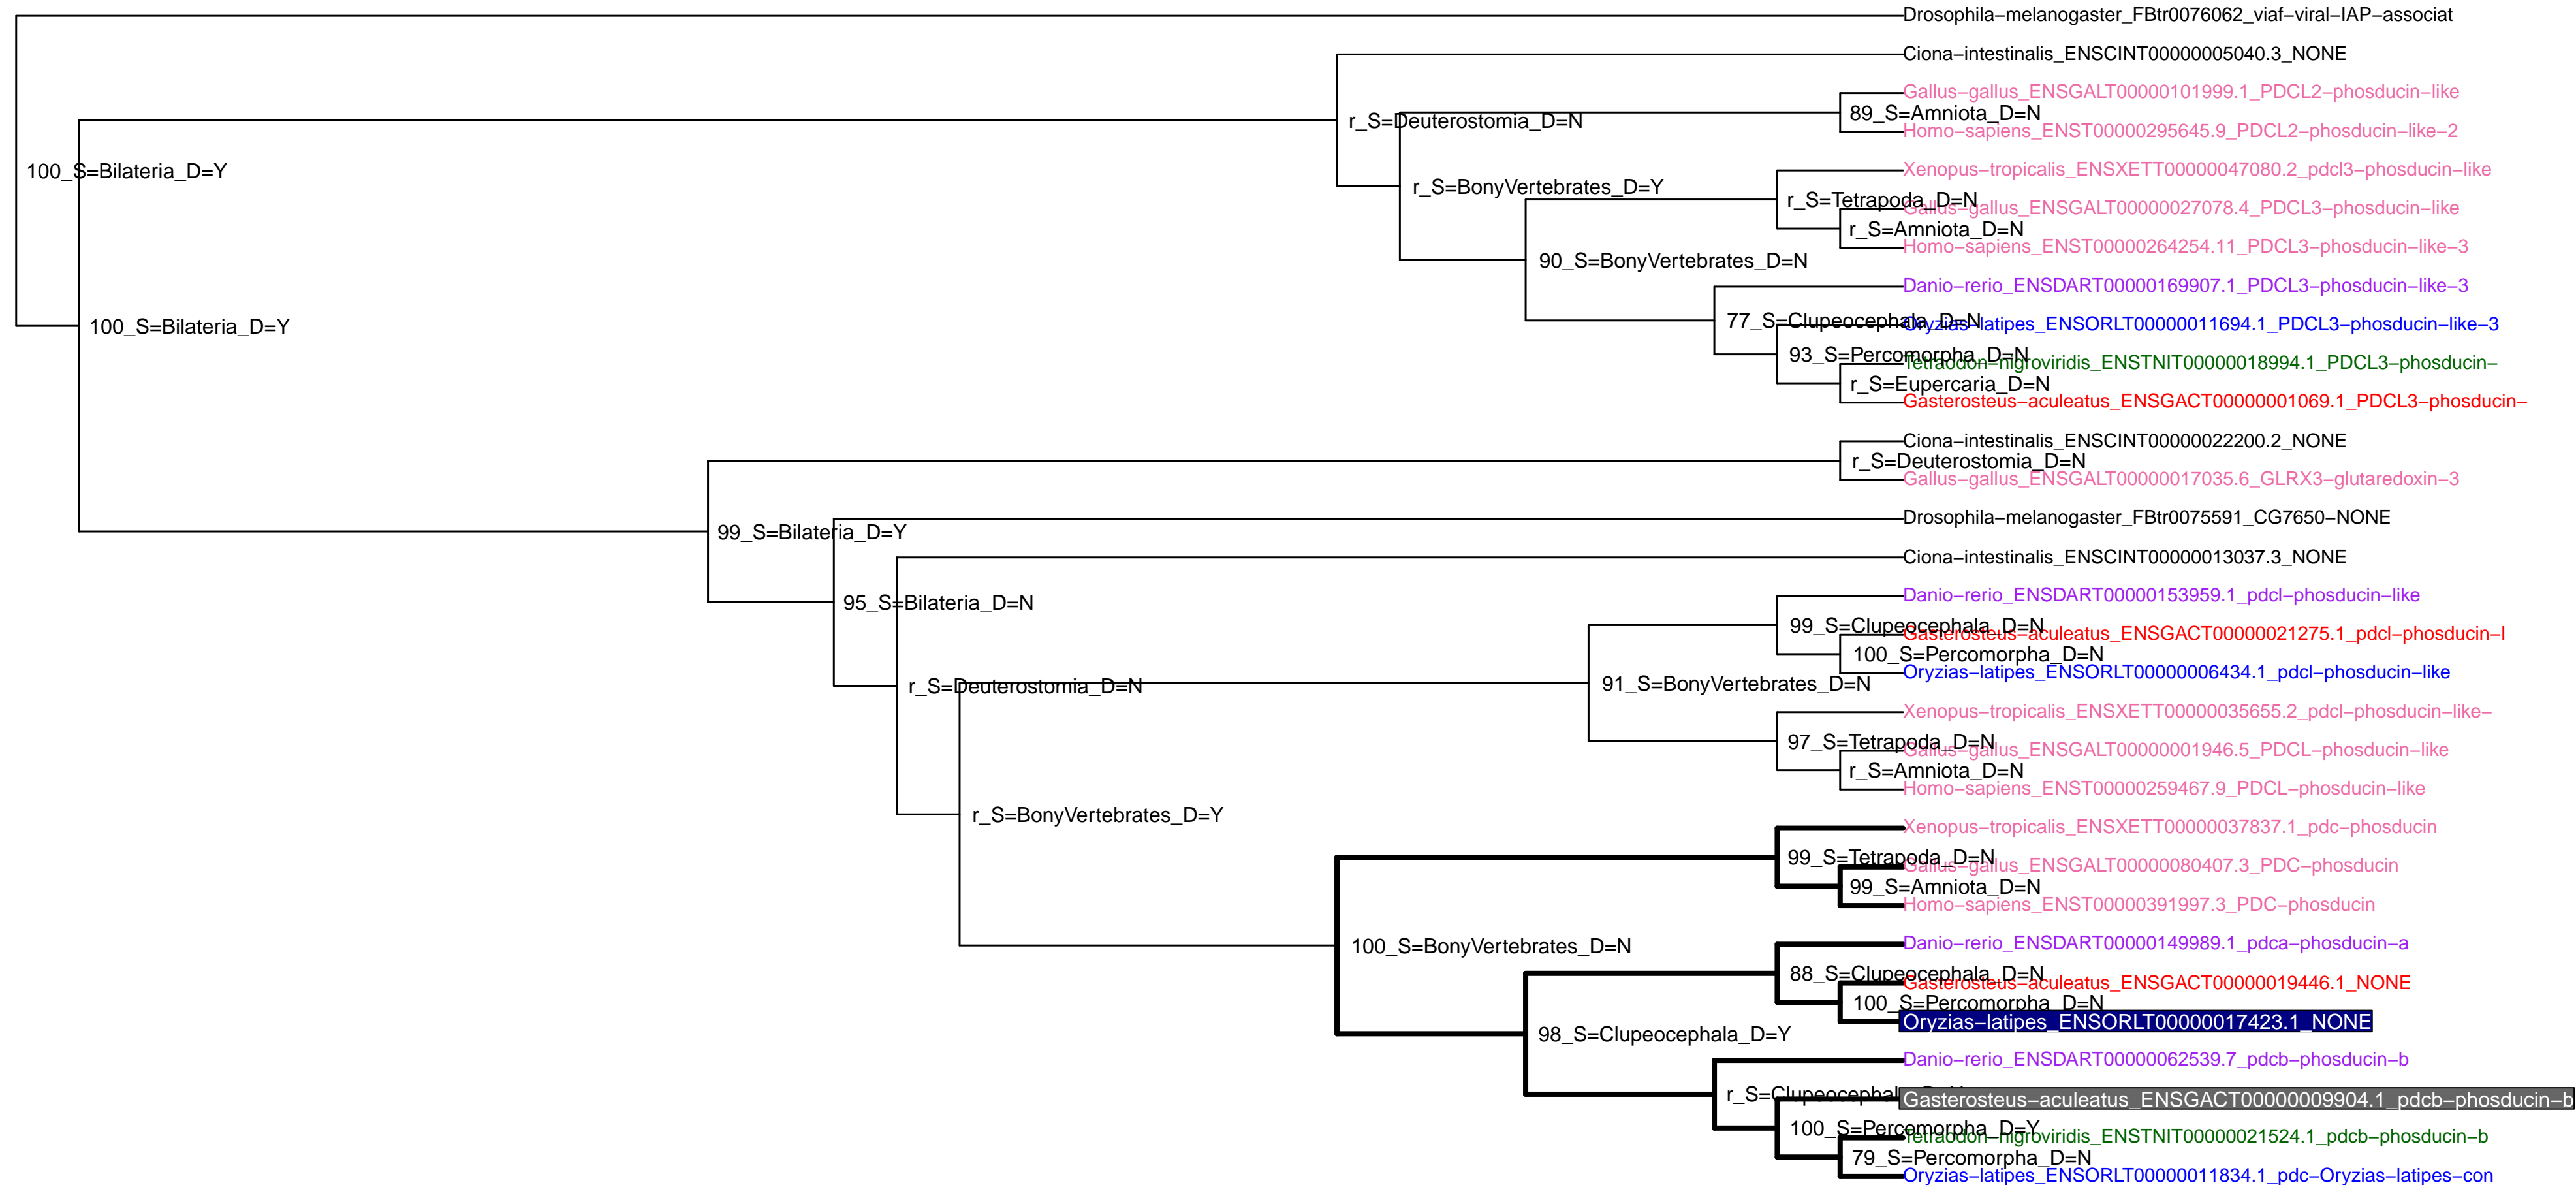 Drosophila−melanogaster_FBtr0076062_viaf−viral−IAP−associat
Ciona−intestinalis_ENSCINT00000005040.3_NONE
Gallus−gallus_ENSGALT00000101999.1_PDCL2−phosducin−like
89_S=Amniota_D=N
r_S=Deuterostomia_D=N
Homo−sapiens_ENST00000295645.9_PDCL2−phosducin−like−2
100_S=Bilateria_D=Y
Xenopus−tropicalis_ENSXETT00000047080.2_pdcl3−phosducin−like
r_S=BonyVertebrates_D=Y
r_S=Tetrapoda_D=N
Gallus−gallus_ENSGALT00000027078.4_PDCL3−phosducin−like
r_S=Amniota_D=N
Homo−sapiens_ENST00000264254.11_PDCL3−phosducin−like−3
90_S=BonyVertebrates_D=N
Danio−rerio_ENSDART00000169907.1_PDCL3−phosducin−like−3
77_S=Clupeocephala_D=N
Oryzias−latipes_ENSORLT00000011694.1_PDCL3−phosducin−like−3
100_S=Bilateria_D=Y
93_S=Percomorpha_D=N
Tetraodon−nigroviridis_ENSTNIT00000018994.1_PDCL3−phosducin−
r_S=Eupercaria_D=N
Gasterosteus−aculeatus_ENSGACT00000001069.1_PDCL3−phosducin−
Ciona−intestinalis_ENSCINT00000022200.2_NONE
r_S=Deuterostomia_D=N
Gallus−gallus_ENSGALT00000017035.6_GLRX3−glutaredoxin−3
Drosophila−melanogaster_FBtr0075591_CG7650−NONE
99_S=Bilateria_D=Y
Ciona−intestinalis_ENSCINT00000013037.3_NONE
Danio−rerio_ENSDART00000153959.1_pdcl−phosducin−like
95_S=Bilateria_D=N
99_S=Clupeocephala_D=N
Gasterosteus−aculeatus_ENSGACT00000021275.1_pdcl−phosducin−l
100_S=Percomorpha_D=N
Oryzias−latipes_ENSORLT00000006434.1_pdcl−phosducin−like
91_S=BonyVertebrates_D=N
r_S=Deuterostomia_D=N
Xenopus−tropicalis_ENSXETT00000035655.2_pdcl−phosducin−like−
97_S=Tetrapoda_D=N
Gallus−gallus_ENSGALT00000001946.5_PDCL−phosducin−like
r_S=Amniota_D=N
Homo−sapiens_ENST00000259467.9_PDCL−phosducin−like
r_S=BonyVertebrates_D=Y
Xenopus−tropicalis_ENSXETT00000037837.1_pdc−phosducin
99_S=Tetrapoda_D=N
Gallus−gallus_ENSGALT00000080407.3_PDC−phosducin
99_S=Amniota_D=N
Homo−sapiens_ENST00000391997.3_PDC−phosducin
100_S=BonyVertebrates_D=N
Danio−rerio_ENSDART00000149989.1_pdca−phosducin−a
88_S=Clupeocephala_D=N
Gasterosteus−aculeatus_ENSGACT00000019446.1_NONE
100_S=Percomorpha_D=N
Oryzias−latipes_ENSORLT00000017423.1_NONE
98_S=Clupeocephala_D=Y
Danio−rerio_ENSDART00000062539.7_pdcb−phosducin−b
Gasterosteus−aculeatus_ENSGACT00000009904.1_pdcb−phosducin−b
100_S=Percomorpha_D=Y
Tetraodon−nigroviridis_ENSTNIT00000021524.1_pdcb−phosducin−b
79_S=Percomorpha_D=N
Oryzias−latipes_ENSORLT00000011834.1_pdc−Oryzias−latipes−con